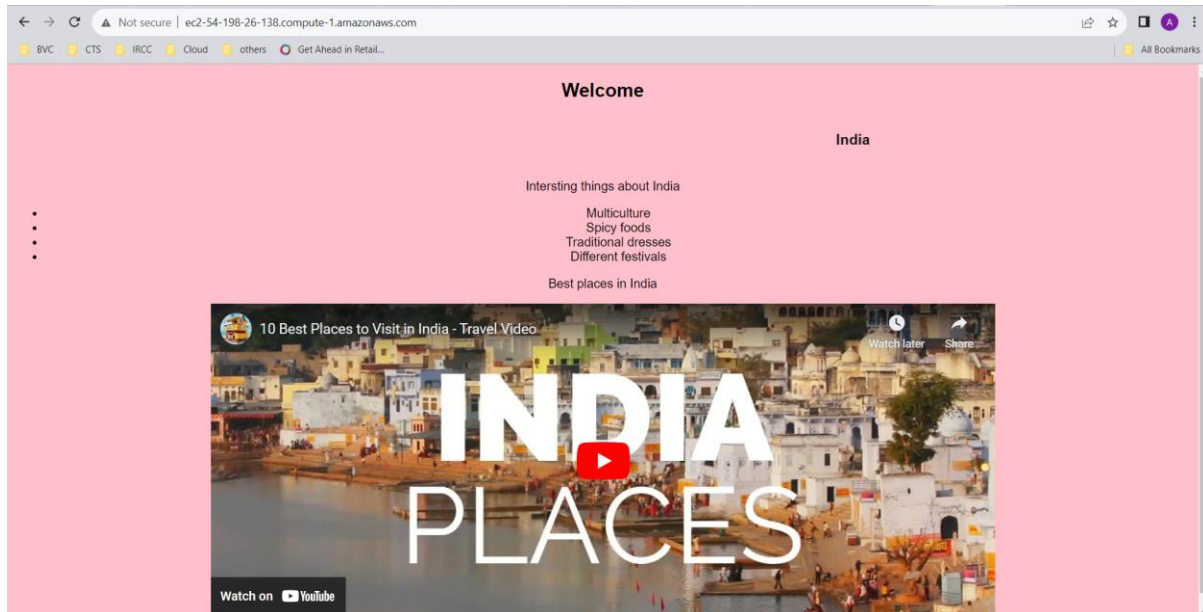 Not secure | ec2-54-198-26-138.compute-1.amazonaws.com
A
BVC CTS IRCC Cloud others Get Ahead in Retail... All Bookmarks
Welcome
India
Intersting things about India
Multiculture
Spicy foods
Traditional dresses
Different festivals
Best places in India
10 Best Places to Visit in India - Travel Video
Watch later Share
INDIA
PLACES
Watch on YouTube